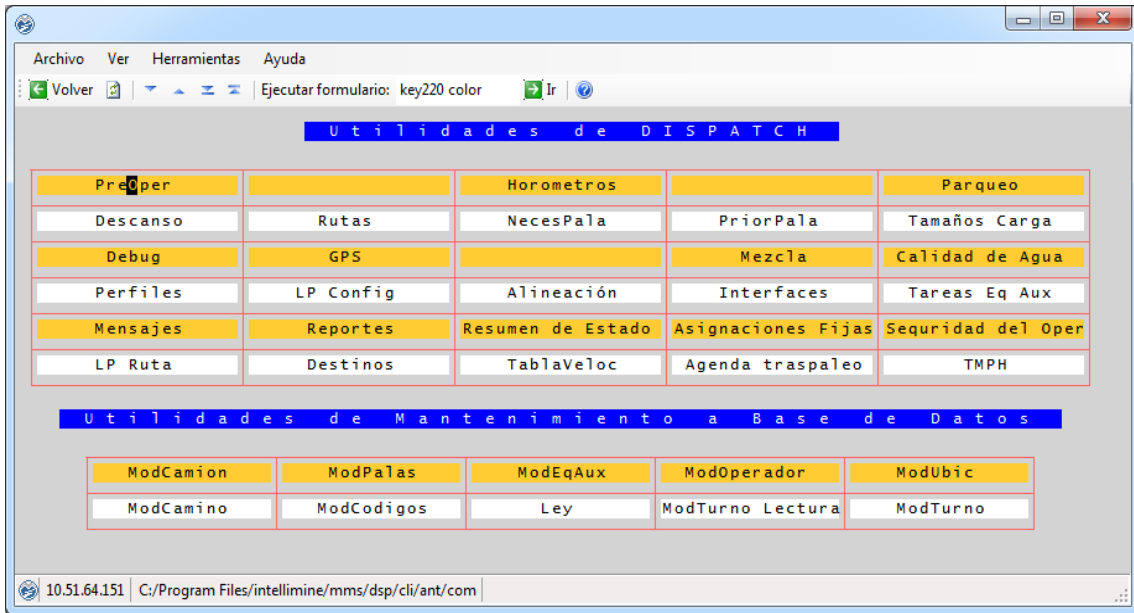 Archivo Ver Herramientas Ayuda
Volver Ejecutar formulario: key220 color Ir
Utilidades de DISPATCH
PreOper Horometros Parqueo
Descanso Rutas NecesPala PriorPala Tamaños Carga
Debug GPS Mezcla Calidad de Agua
Perfiles LP Config Alineación Interfaces Tareas Eq Aux
Mensajes Reportes Resumen de Estado Asignaciones Fijas Sequridad del Oper
LP Ruta Destinos TablaVeloc Agenda traspaleo TMPH
Utilidades de Mantenimiento a Base de Datos
ModCamion ModPalas ModEqAux ModOperador ModUbic
ModCamino ModCodigos Ley ModTurno Lectura ModTurno
10.51.64.151 C:/Program Files/intellimine/mms/dsp/cli/ant/com